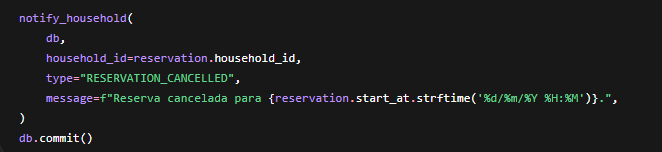 notify_household(
    db,
    household_id=reservation.household_id,
    type="RESERVATION_CANCELLED",
    message=f"Reserva cancelada para {reservation.start_at.strftime('%d/%m/%Y %H:%M')}.",
)
db.commit()